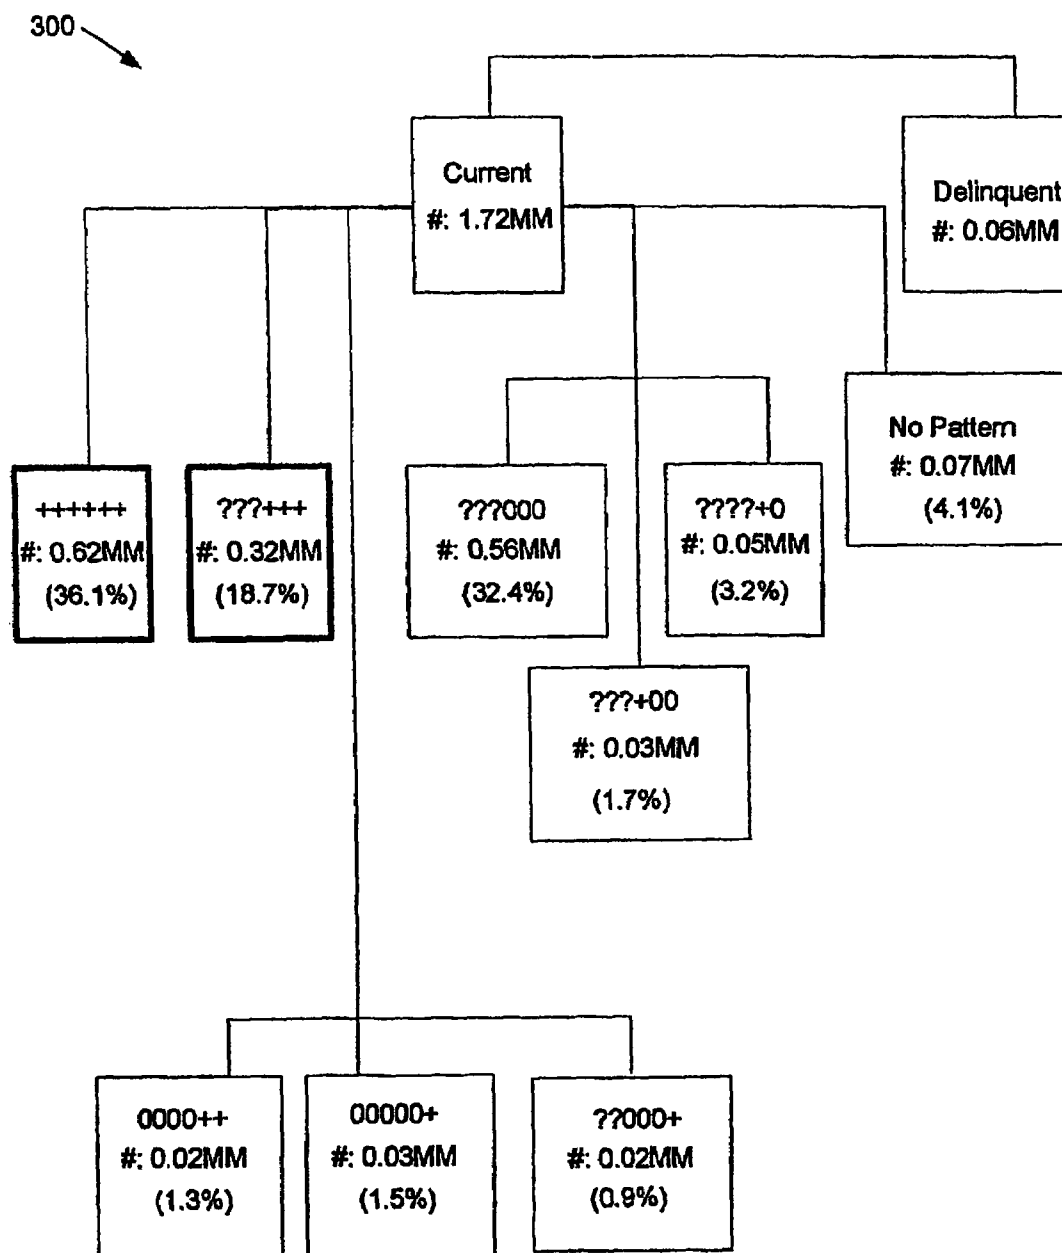 300
Current
#: 1.72MM
Delinquent
#: 0.06MM
No Pattern
#: 0.07MM
(4.1%)
++++++
#: 0.62MM
(36.1%)
???+++
#: 0.32MM
(18.7%)
???000
#: 0.56MM
(32.4%)
????+0
#: 0.05MM
(3.2%)
???+00
#: 0.03MM
(1.7%)
0000++
#: 0.02MM
(1.3%)
00000+
#: 0.03MM
(1.5%)
??000+
#: 0.02MM
(0.9%)